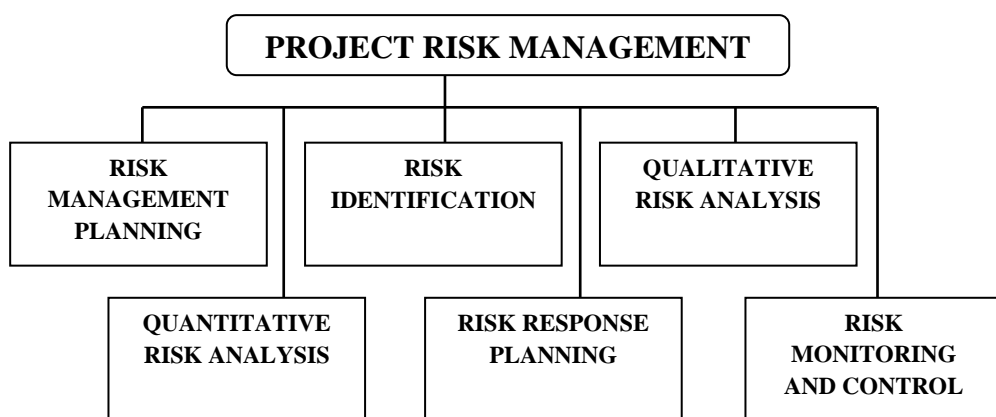 PROJECT RISK MANAGEMENT
RISK
MANAGEMENT
PLANNING
RISK
IDENTIFICATION
QUALITATIVE
RISK ANALYSIS
QUANTITATIVE
RISK ANALYSIS
RISK RESPONSE
PLANNING
RISK
MONITORING
AND CONTROL